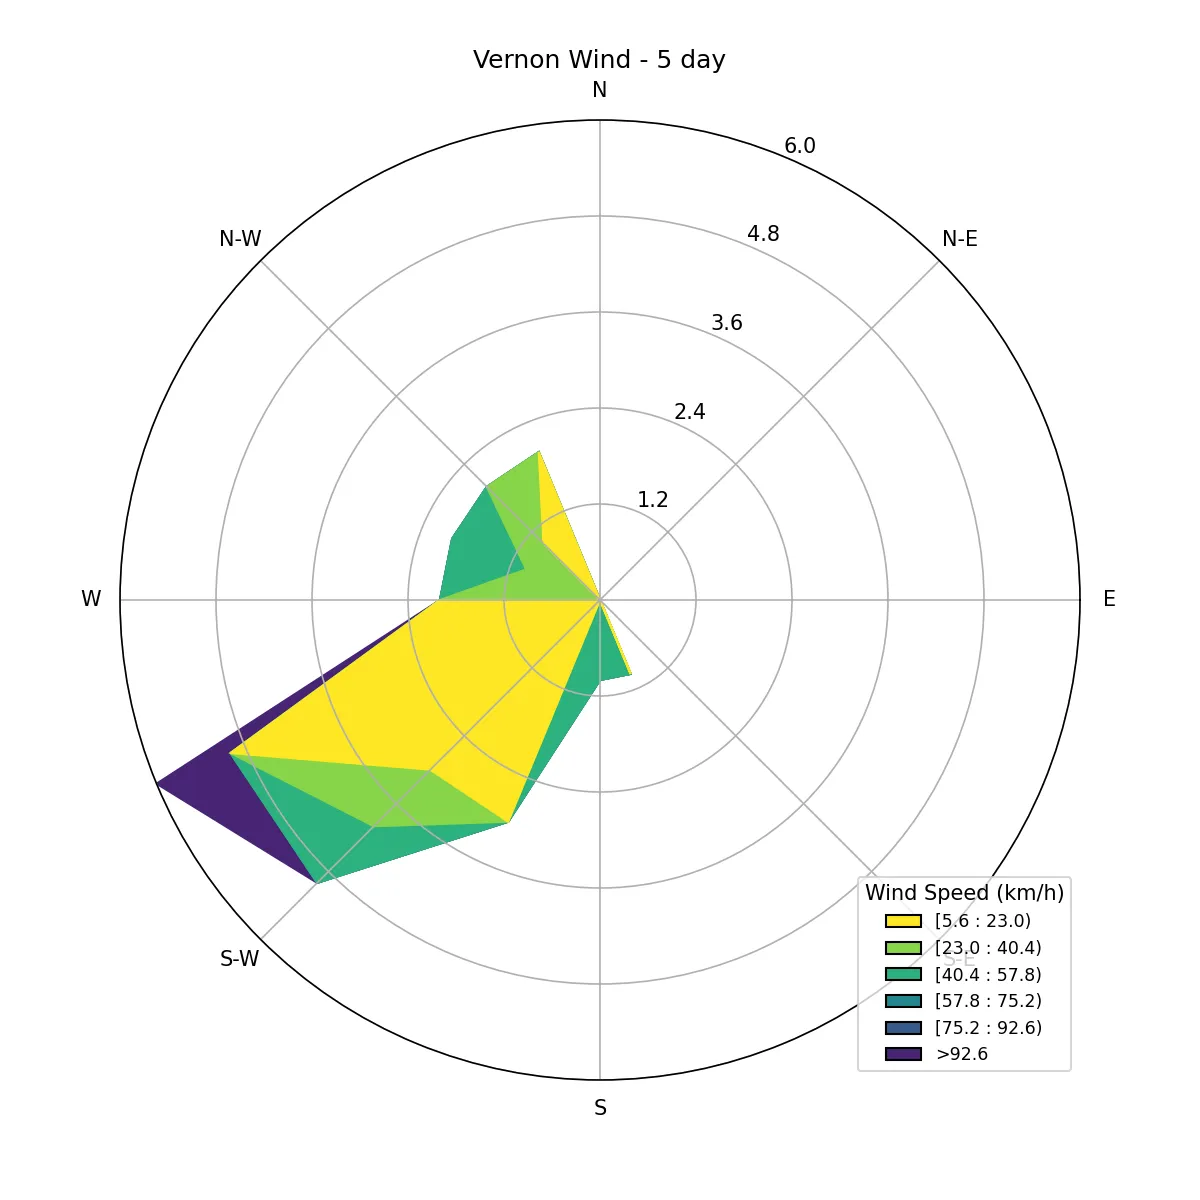 Vernon Wind - 5 day
N
6.0
4.8
N-W
N-E
3.6
2.4
1.2
W
E
S-W
S-E
S
Wind Speed (km/h)
[5.6 : 23.0)
[23.0 : 40.4)
[40.4 : 57.8)
[57.8 : 75.2)
[75.2 : 92.6)
>92.6